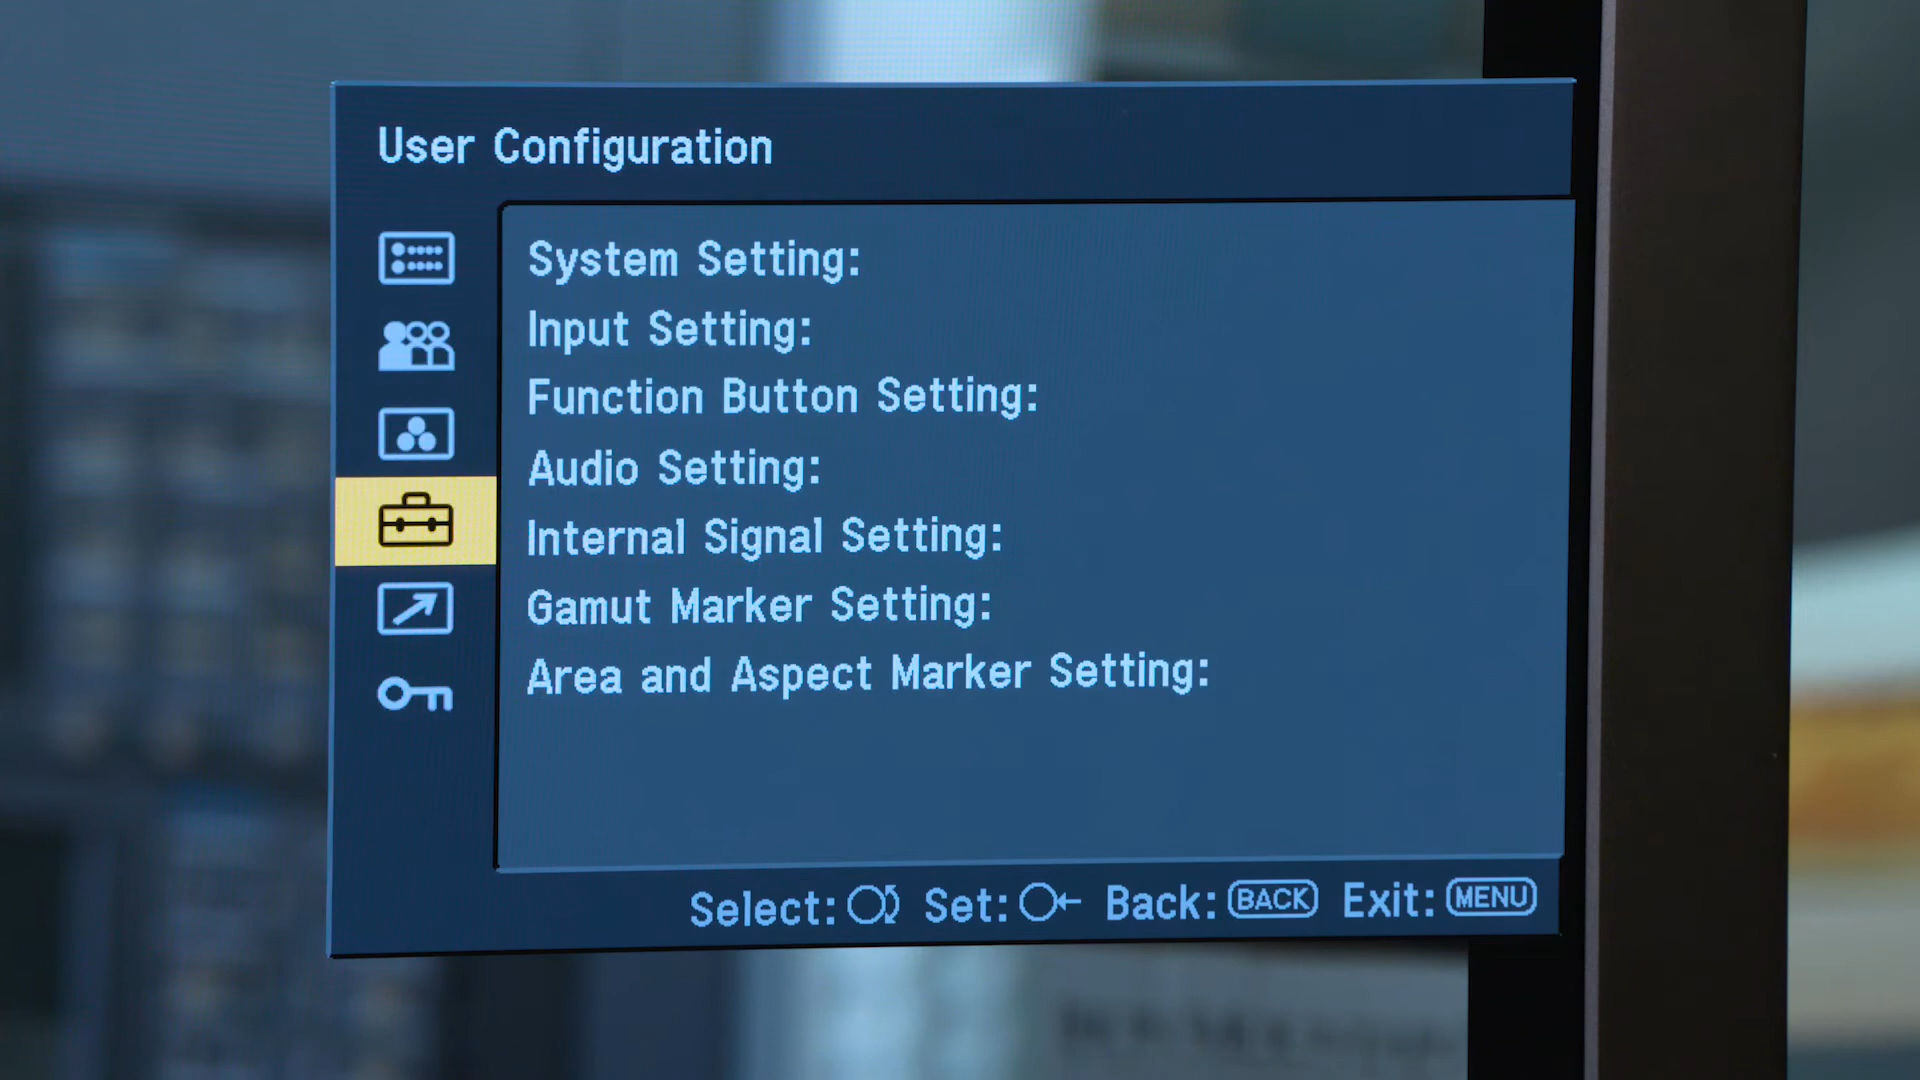 User Configuration
System Setting:
Input Setting:
Function Button Setting:
Audio Setting:
Internal Signal Setting:
Gamut Marker Setting:
Area and Aspect Marker Setting:
Select: Set: Back: BACK Exit: MENU